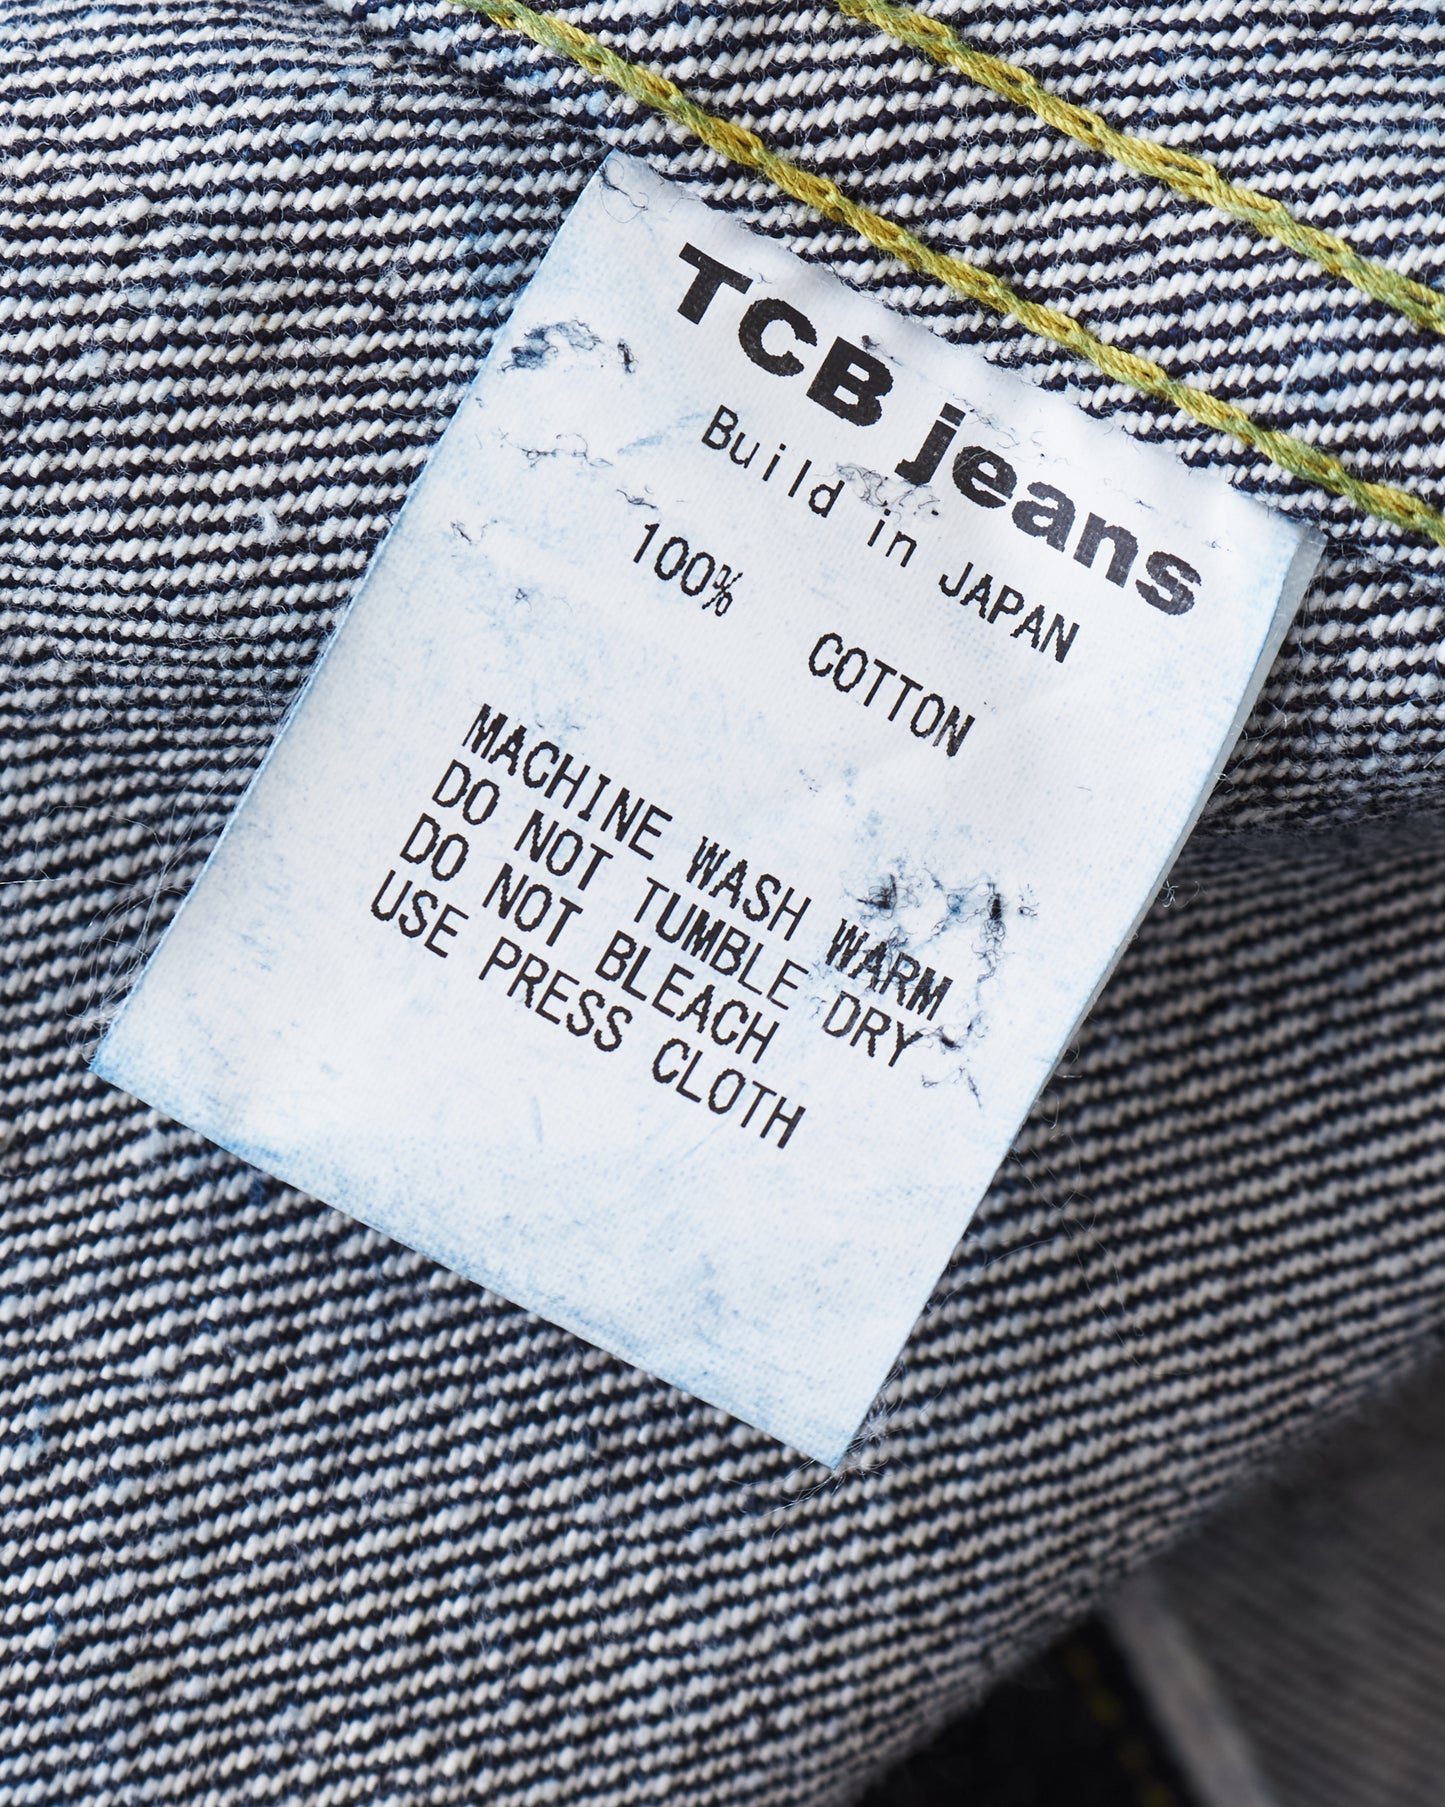 TCB jeans
Build in JAPAN
100% COTTON
MACHINE WASH WARM
DO NOT TUMBLE DRY
DO NOT BLEACH
USE PRESS CLOTH